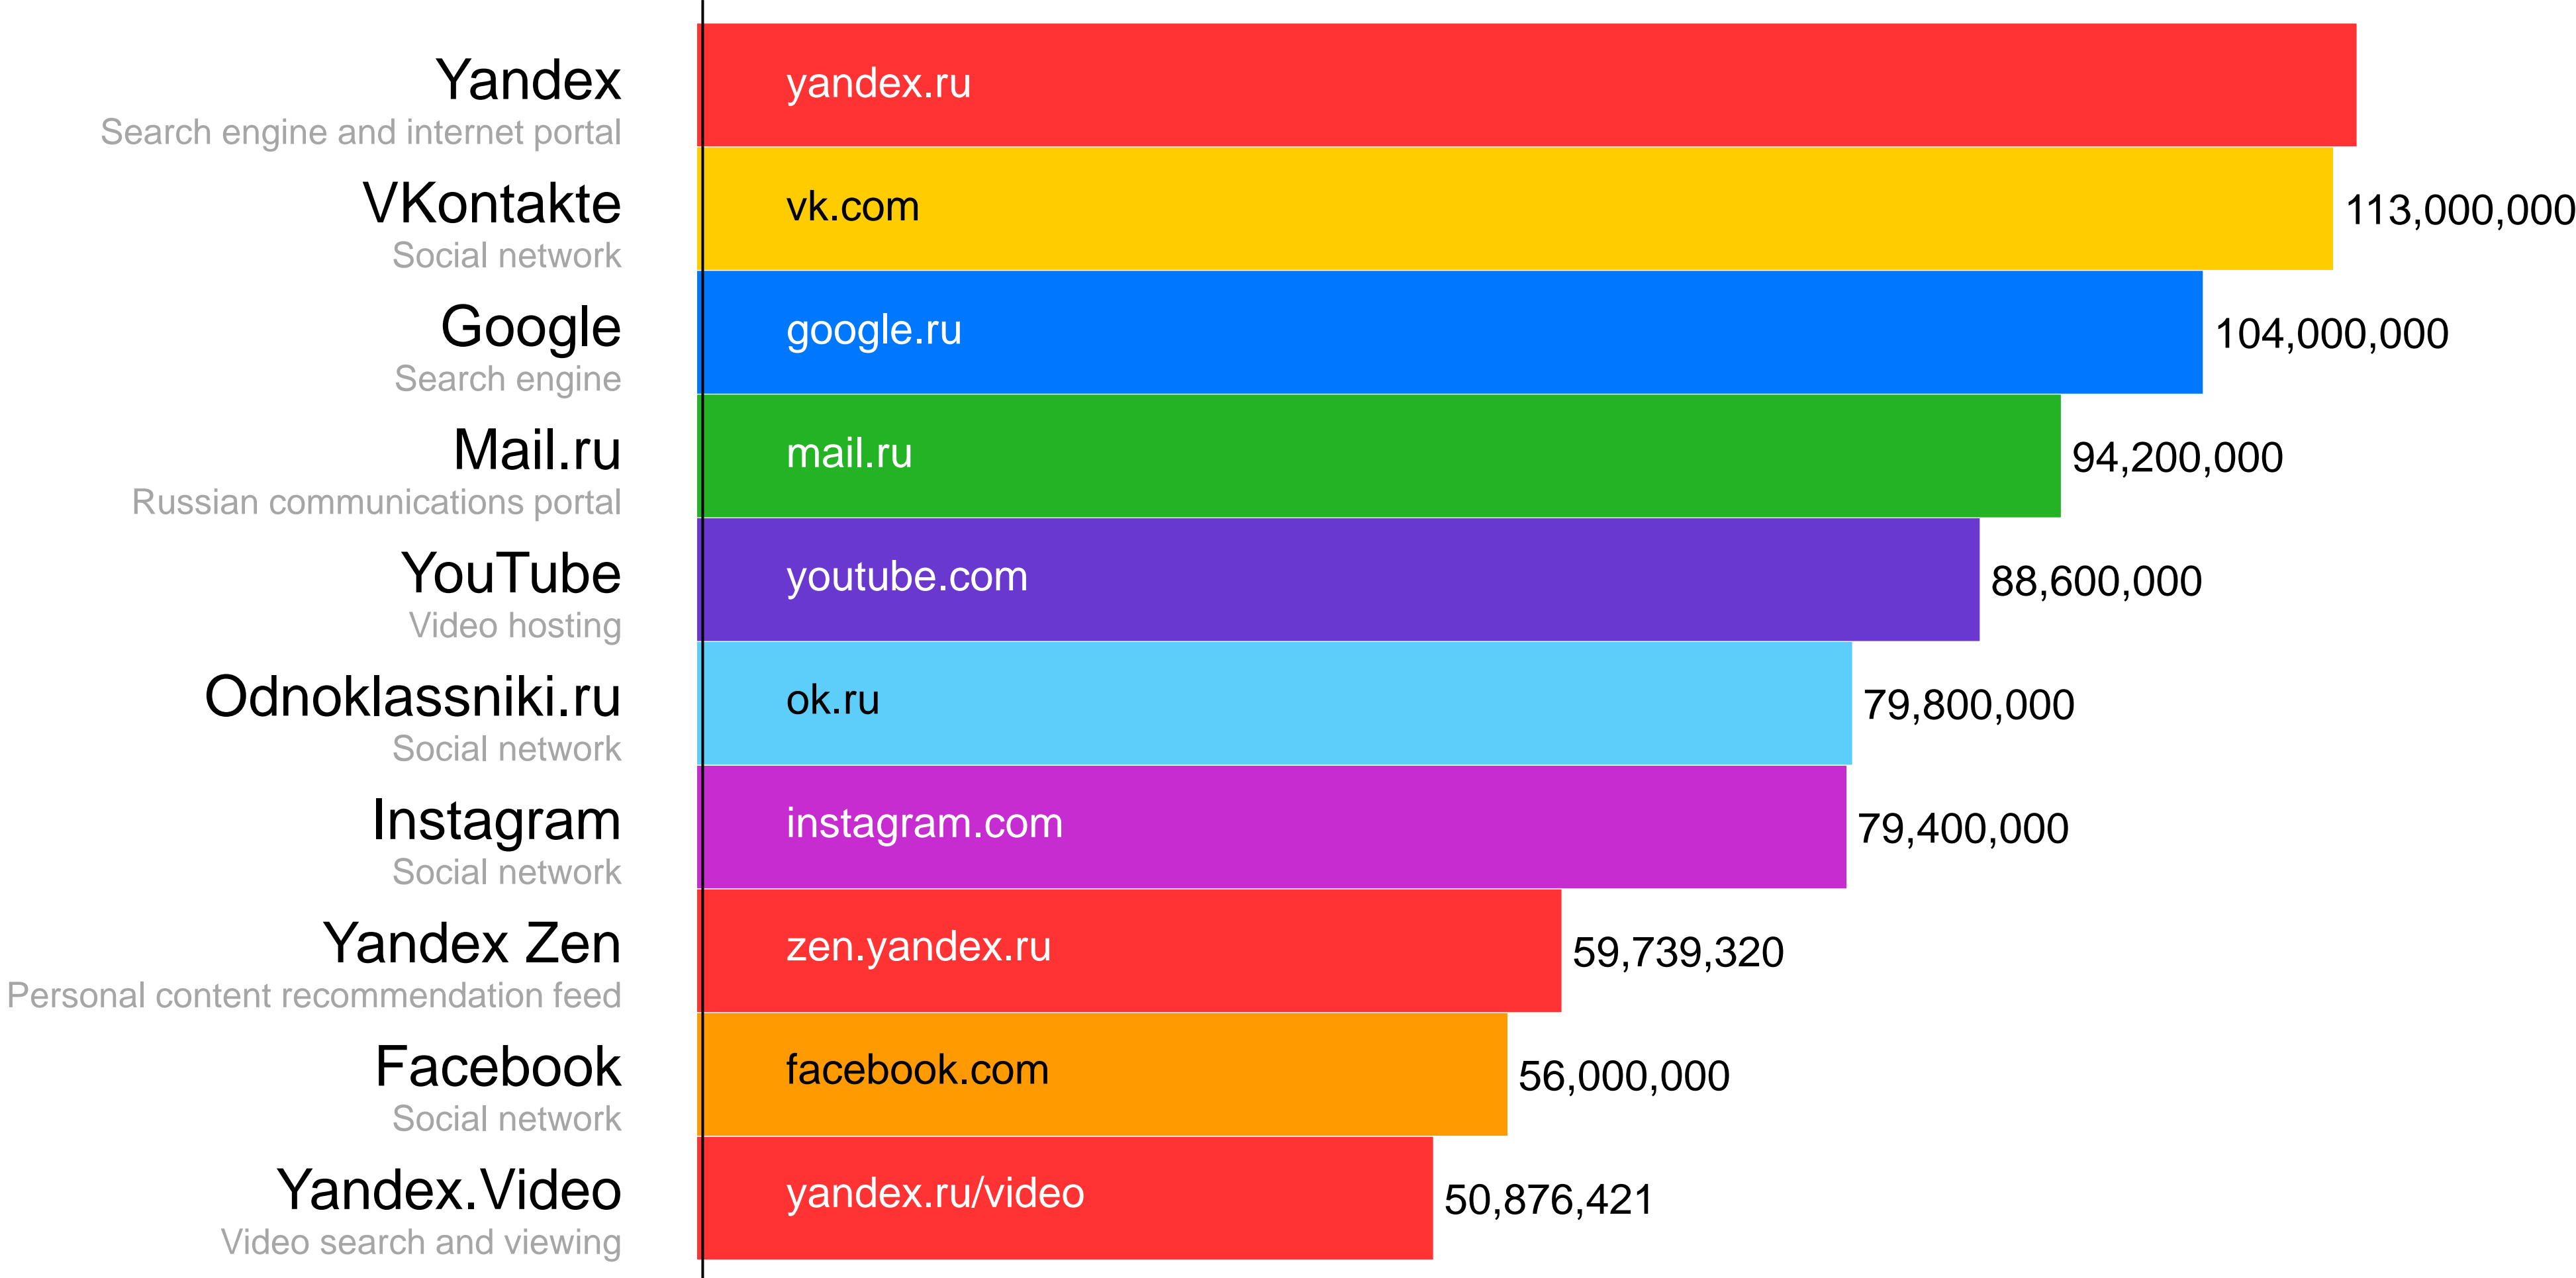 Yandex
Search engine and internet portal
yandex.ru
VKontakte
Social network
vk.com
113,000,000
Google
Search engine
google.ru
104,000,000
Mail.ru
Russian communications portal
mail.ru
94,200,000
YouTube
Video hosting
youtube.com
88,600,000
Odnoklassniki.ru
Social network
ok.ru
79,800,000
Instagram
Social network
instagram.com
79,400,000
Yandex Zen
Personal content recommendation feed
zen.yandex.ru
59,739,320
Facebook
Social network
facebook.com
56,000,000
Yandex.Video
Video search and viewing
yandex.ru/video
50,876,421